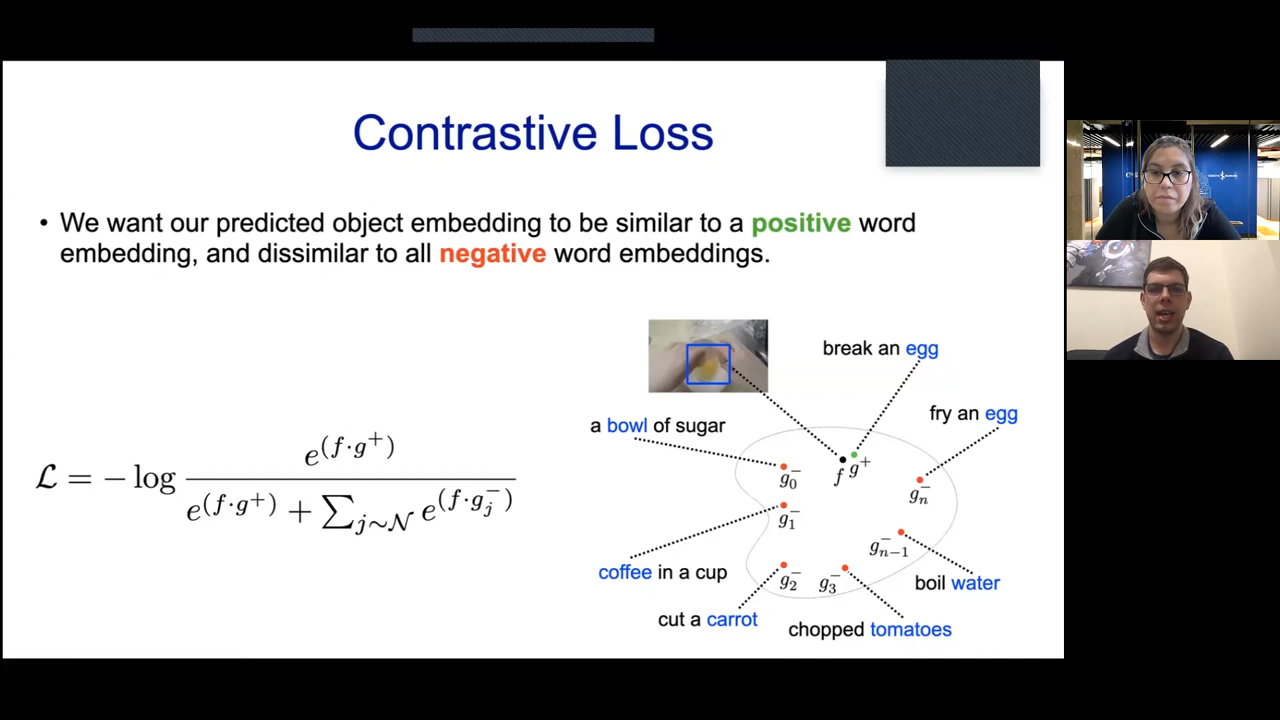 Contrastive Loss
• We want our predicted object embedding to be similar to a positive word
embedding, and dissimilar to all negative word embeddings.
break an egg
fry an egg
a bowl of sugar
f g⁺
g₀⁻
gₙ⁻
g₁⁻
gₙ₋₁⁻
coffee in a cup
g₂⁻ g₃⁻
boil water
cut a carrot
chopped tomatoes
ℒ = − log e^(f·g⁺) / (e^(f·g⁺) + ∑_{j∼𝒩} e^(f·g_j⁻))